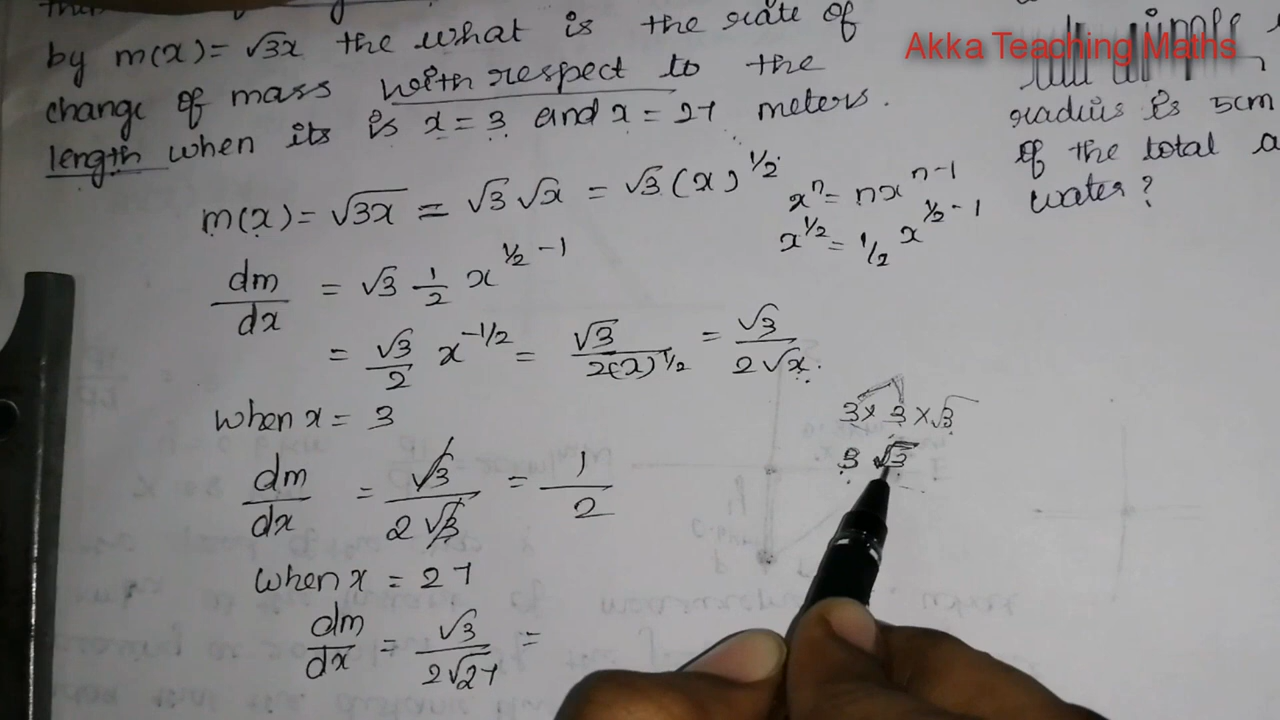 by m(x) = √3x the what is the rate of
change of mass with respect to the
length when its is x = 3 and x = 27 meters.
m(x) = √3x = √3 √x = √3 (x)^1/2
x^n = nx^n-1
x^1/2 = 1/2 x^1/2-1
dm/dx = √3 1/2 x^1/2-1
= √3/2 x^-1/2 = √3/2(x)^1/2 = √3/2√x.
when x = 3
dm/dx = √3/2√3 = 1/2
when x = 27
dm/dx = √3/2√27 =
3 × 3 × √3
3 √3
Akka Teaching Maths
radius is 5cm
of the total a
water?